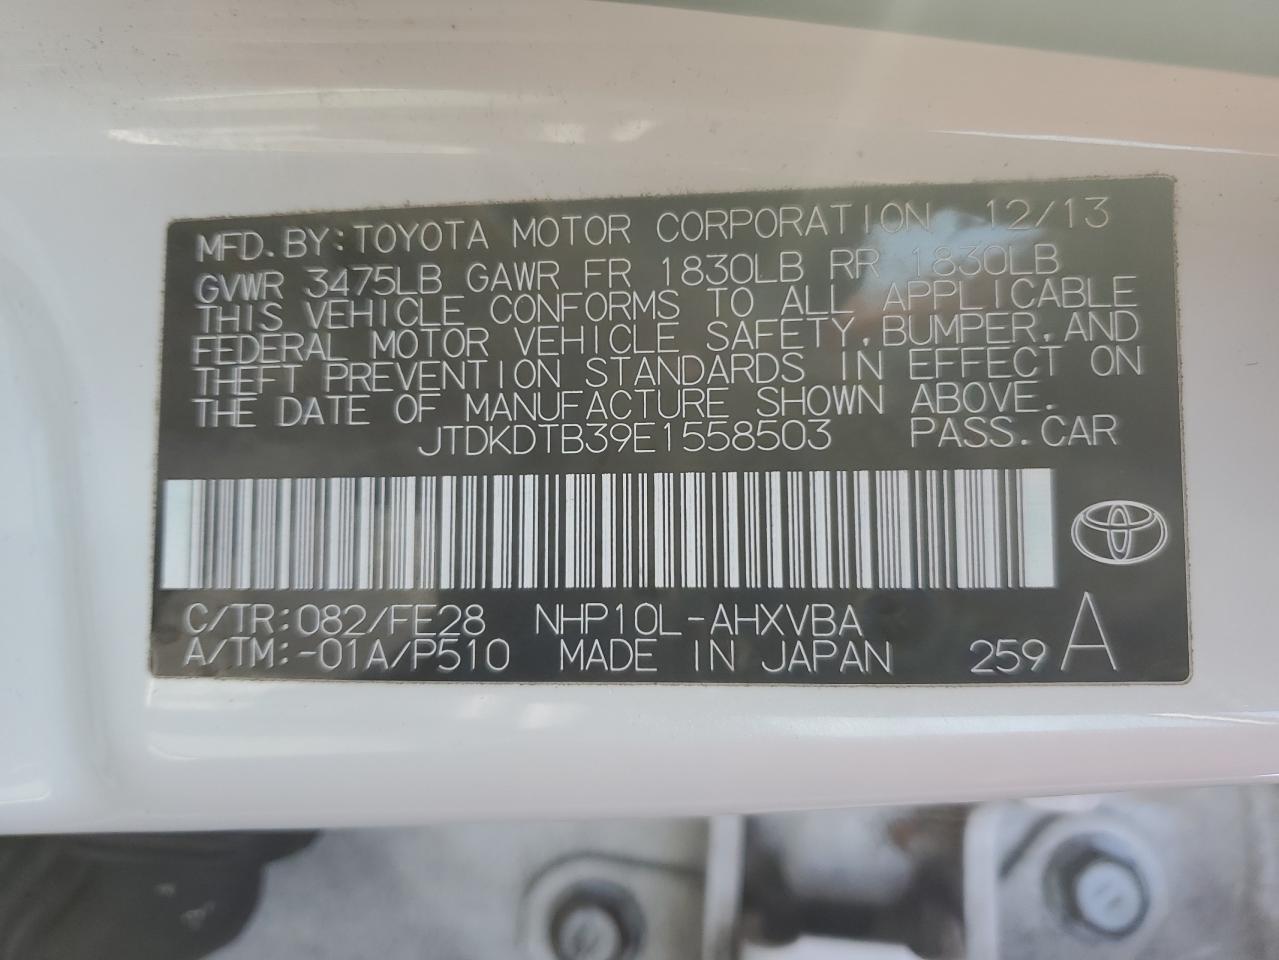 MFD. BY: TOYOTA MOTOR CORPORATION 12/13
GVWR 3475LB GAWR FR 1830LB RR 1830LB
THIS VEHICLE CONFORMS TO ALL APPLICABLE
FEDERAL MOTOR VEHICLE SAFETY, BUMPER, AND
THEFT PREVENTION STANDARDS IN EFFECT ON
THE DATE OF MANUFACTURE SHOWN ABOVE.
JTDKDTB39E1558503 PASS. CAR
C/TR: 082/FE28 NHP10L-AHXVBA
A/TM: -01A/P510 MADE IN JAPAN 259 A